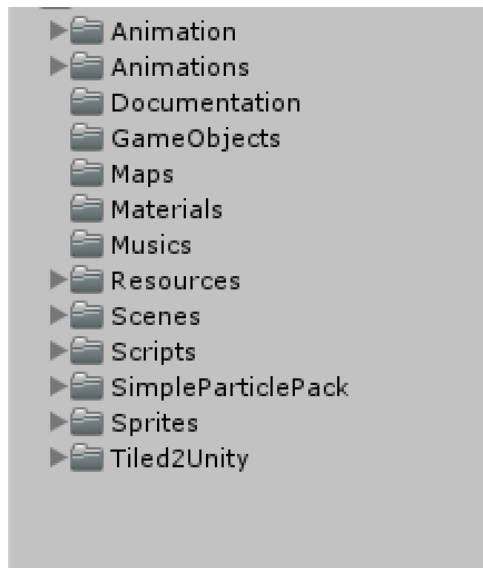 Animation
Animations
Documentation
GameObjects
Maps
Materials
Musics
Resources
Scenes
Scripts
SimpleParticlePack
Sprites
Tiled2Unity